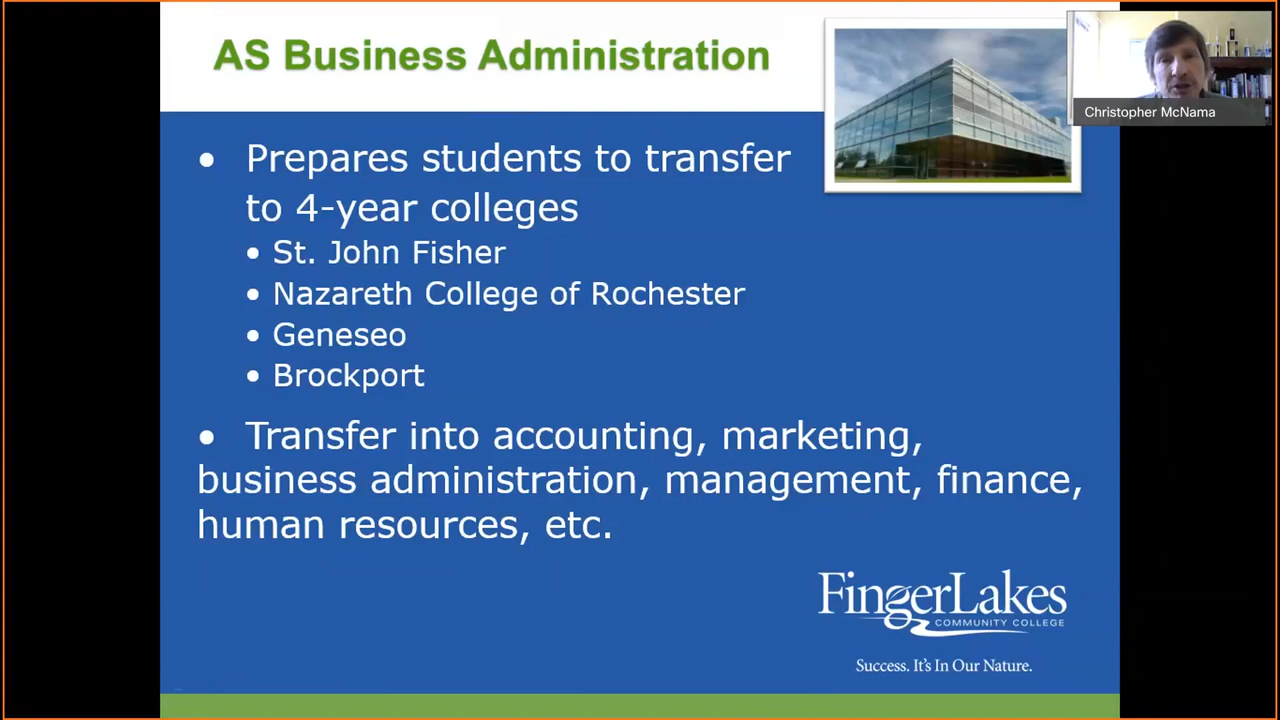 AS Business Administration
Christopher McNama
• Prepares students to transfer
to 4-year colleges
• St. John Fisher
• Nazareth College of Rochester
• Geneseo
• Brockport
• Transfer into accounting, marketing,
business administration, management, finance,
human resources, etc.
FingerLakes
COMMUNITY COLLEGE
Success. It's In Our Nature.